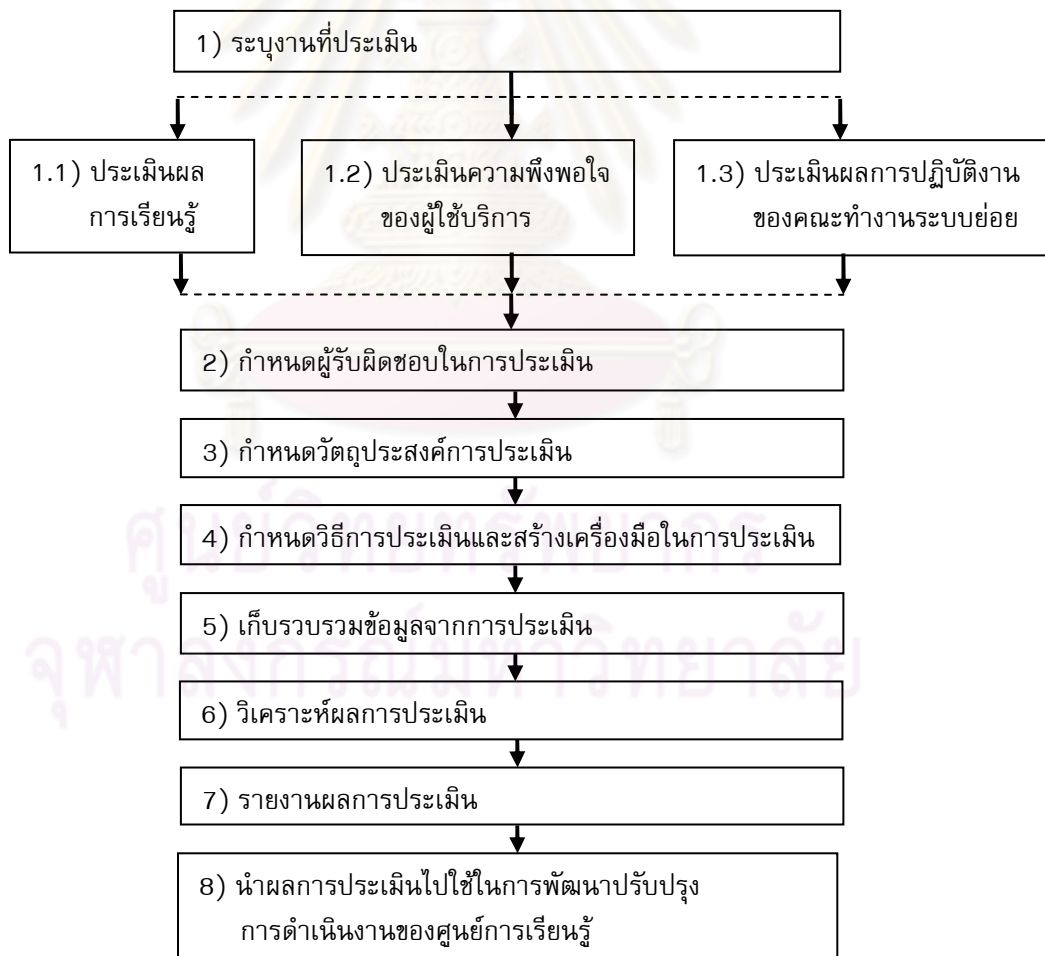 1) ระบุงานที่ประเมิน
1.1) ประเมินผล
การเรียนรู้
1.2) ประเมินความพึงพอใจ
ของผู้ใช้บริการ
1.3) ประเมินผลการปฏิบัติงาน
ของคณะทำงานระบบย่อย
2) กำหนดผู้รับผิดชอบในการประเมิน
3) กำหนดวัตถุประสงค์การประเมิน
4) กำหนดวิธีการประเมินและสร้างเครื่องมือในการประเมิน
5) เก็บรวบรวมข้อมูลจากการประเมิน
6) วิเคราะห์ผลการประเมิน
7) รายงานผลการประเมิน
8) นำผลการประเมินไปใช้ในการพัฒนาปรับปรุง
การดำเนินงานของศูนย์การเรียนรู้
ศูนย์วิทยทรัพยากร
จุฬาลงกรณ์มหาวิทยาลัย